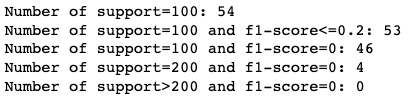 Number of support=100: 54
Number of support=100 and f1-score<=0.2: 53
Number of support=100 and f1-score=0: 46
Number of support=200 and f1-score=0: 4
Number of support>200 and f1-score=0: 0